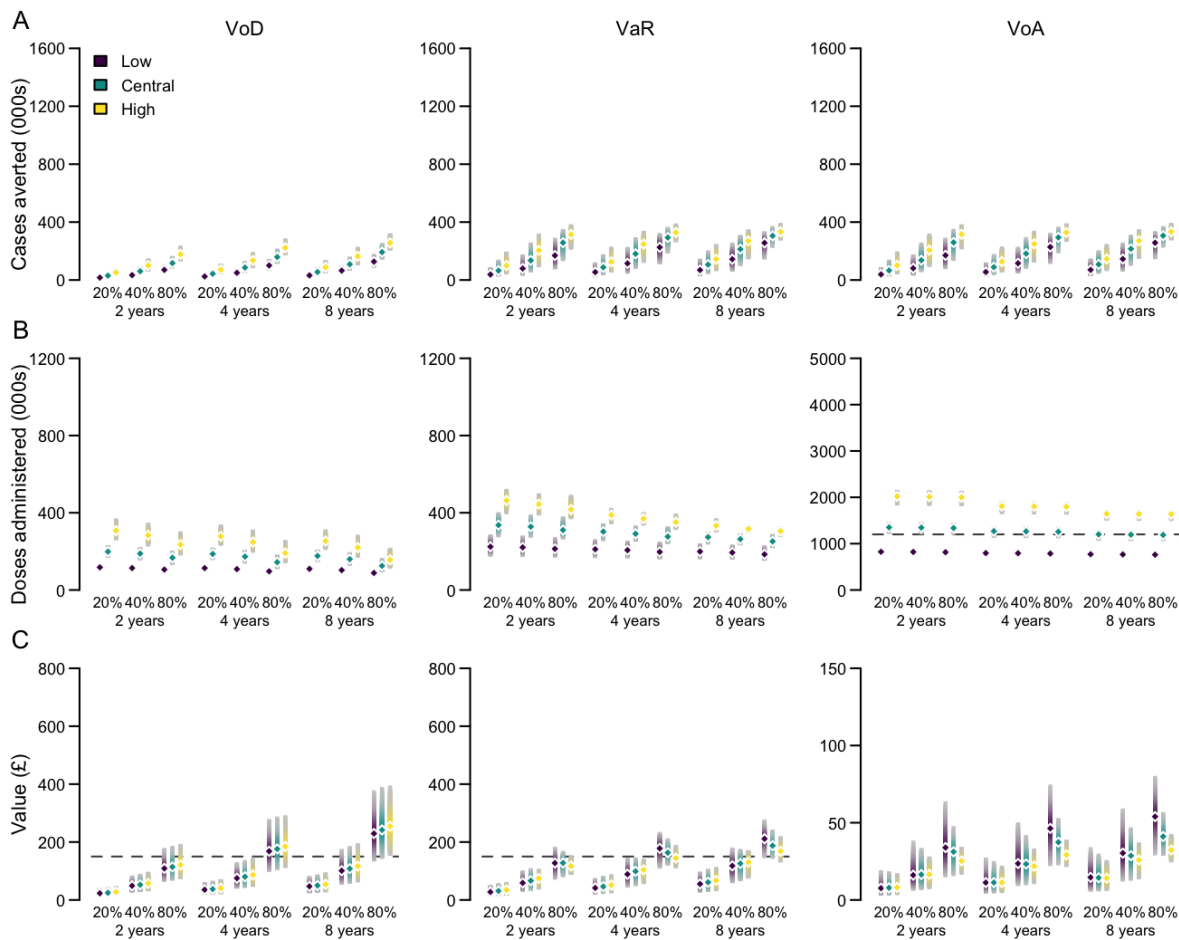 A
VoD VaR VoA
Cases averted (000s)
1600 1600 1600
1200 1200 1200
800 800 800
400 400 400
0 0 0
Low
Central
High
20% 40% 80% 20% 40% 80% 20% 40% 80% 20% 40% 80% 20% 40% 80% 20% 40% 80% 20% 40% 80% 20% 40% 80% 20% 40% 80%
2 years 4 years 8 years 2 years 4 years 8 years 2 years 4 years 8 years
B
Doses administered (000s)
1200 1200 5000
800 800 4000
400 400 3000
0 0 2000
1000
0
20% 40% 80% 20% 40% 80% 20% 40% 80% 20% 40% 80% 20% 40% 80% 20% 40% 80% 20% 40% 80% 20% 40% 80% 20% 40% 80%
2 years 4 years 8 years 2 years 4 years 8 years 2 years 4 years 8 years
C
Value (£)
800 800 150
600 600 100
400 400 50
200 200 0
0 0
20% 40% 80% 20% 40% 80% 20% 40% 80% 20% 40% 80% 20% 40% 80% 20% 40% 80% 20% 40% 80% 20% 40% 80% 20% 40% 80%
2 years 4 years 8 years 2 years 4 years 8 years 2 years 4 years 8 years